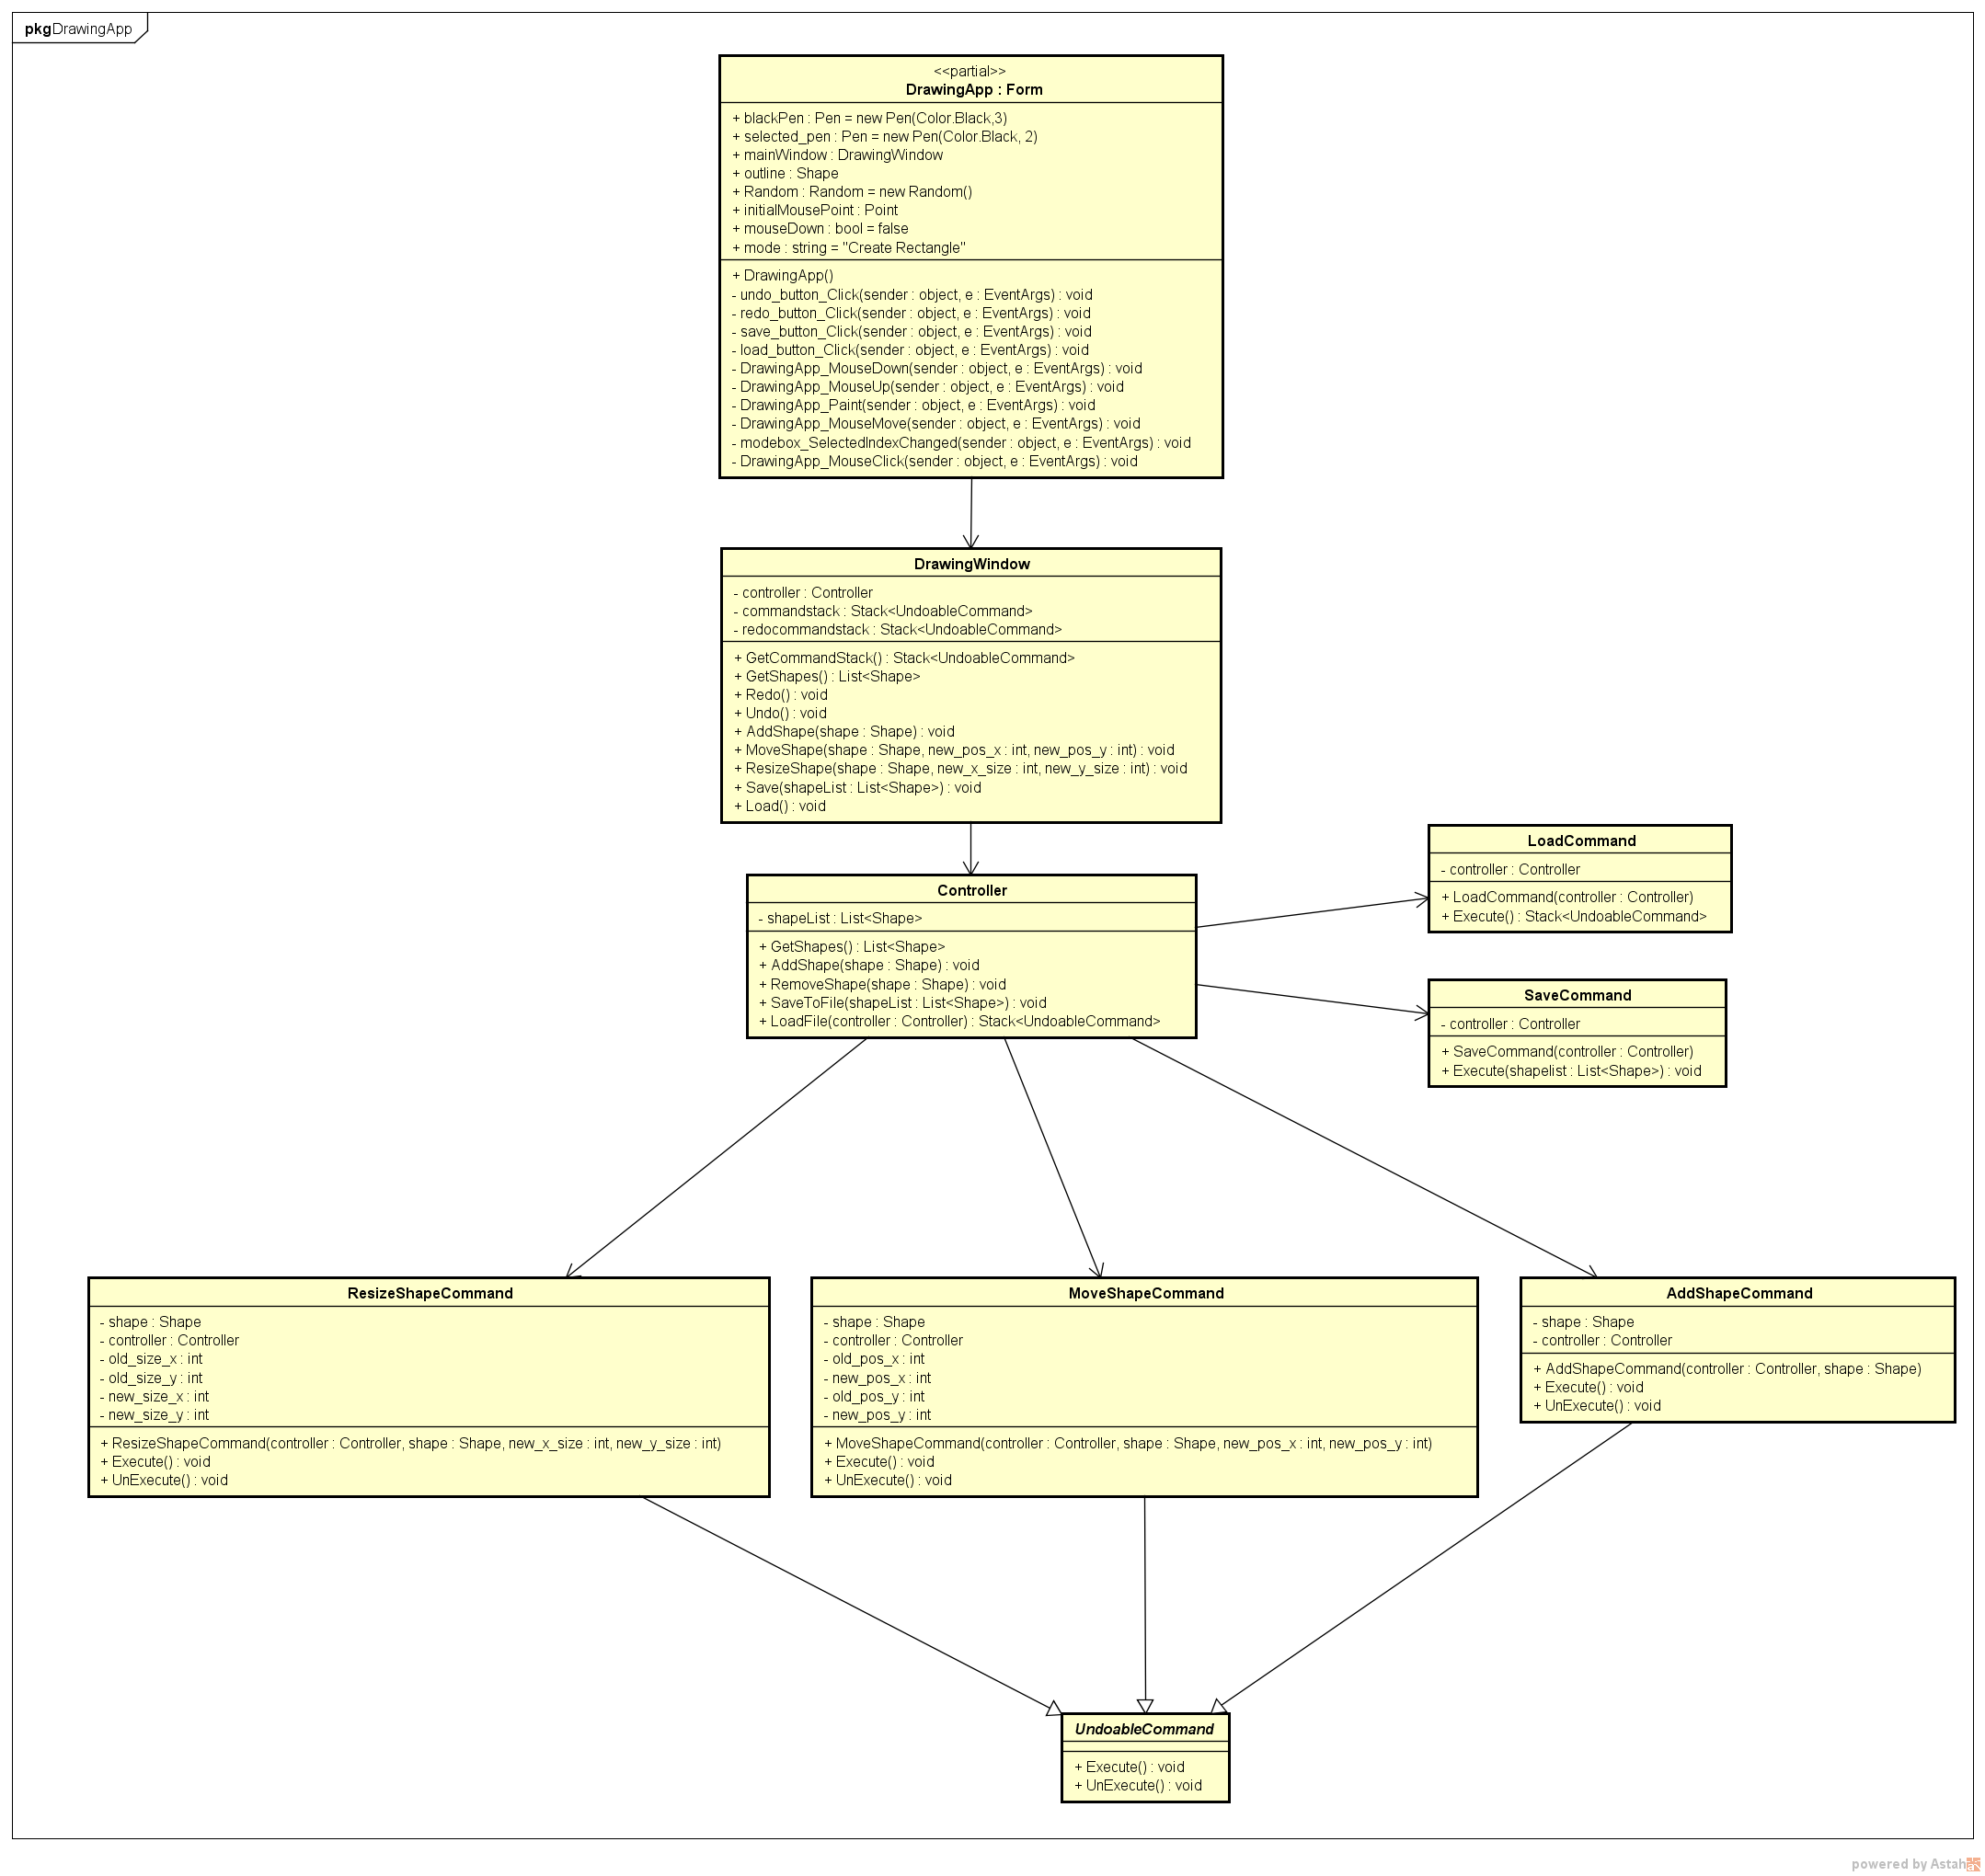 pkgDrawingApp
<<partial>>
DrawingApp : Form
+ blackPen : Pen = new Pen(Color.Black,3)
+ selected_pen : Pen = new Pen(Color.Black, 2)
+ mainWindow : DrawingWindow
+ outline : Shape
+ Random : Random = new Random()
+ initialMousePoint : Point
+ mouseDown : bool = false
+ mode : string = "Create Rectangle"
+ DrawingApp()
- undo_button_Click(sender : object, e : EventArgs) : void
- redo_button_Click(sender : object, e : EventArgs) : void
- save_button_Click(sender : object, e : EventArgs) : void
- load_button_Click(sender : object, e : EventArgs) : void
- DrawingApp_MouseDown(sender : object, e : EventArgs) : void
- DrawingApp_MouseUp(sender : object, e : EventArgs) : void
- DrawingApp_Paint(sender : object, e : EventArgs) : void
- DrawingApp_MouseMove(sender : object, e : EventArgs) : void
- modebox_SelectedIndexChanged(sender : object, e : EventArgs) : void
- DrawingApp_MouseClick(sender : object, e : EventArgs) : void
DrawingWindow
- controller : Controller
- commandstack : Stack<UndoableCommand>
- redocommandstack : Stack<UndoableCommand>
+ GetCommandStack() : Stack<UndoableCommand>
+ GetShapes() : List<Shape>
+ Redo() : void
+ Undo() : void
+ AddShape(shape : Shape) : void
+ MoveShape(shape : Shape, new_pos_x : int, new_pos_y : int) : void
+ ResizeShape(shape : Shape, new_x_size : int, new_y_size : int) : void
+ Save(shapeList : List<Shape>) : void
+ Load() : void
LoadCommand
- controller : Controller
+ LoadCommand(controller : Controller)
+ Execute() : Stack<UndoableCommand>
Controller
- shapeList : List<Shape>
+ GetShapes() : List<Shape>
+ AddShape(shape : Shape) : void
+ RemoveShape(shape : Shape) : void
+ SaveToFile(shapeList : List<Shape>) : void
+ LoadFile(controller : Controller) : Stack<UndoableCommand>
SaveCommand
- controller : Controller
+ SaveCommand(controller : Controller)
+ Execute(shapelist : List<Shape>) : void
ResizeShapeCommand
- shape : Shape
- controller : Controller
- old_size_x : int
- old_size_y : int
- new_size_x : int
- new_size_y : int
+ ResizeShapeCommand(controller : Controller, shape : Shape, new_x_size : int, new_y_size : int)
+ Execute() : void
+ UnExecute() : void
MoveShapeCommand
- shape : Shape
- controller : Controller
- old_pos_x : int
- new_pos_x : int
- old_pos_y : int
- new_pos_y : int
+ MoveShapeCommand(controller : Controller, shape : Shape, new_pos_x : int, new_pos_y : int)
+ Execute() : void
+ UnExecute() : void
AddShapeCommand
- shape : Shape
- controller : Controller
+ AddShapeCommand(controller : Controller, shape : Shape)
+ Execute() : void
+ UnExecute() : void
UndoableCommand
+ Execute() : void
+ UnExecute() : void
powered by Astah